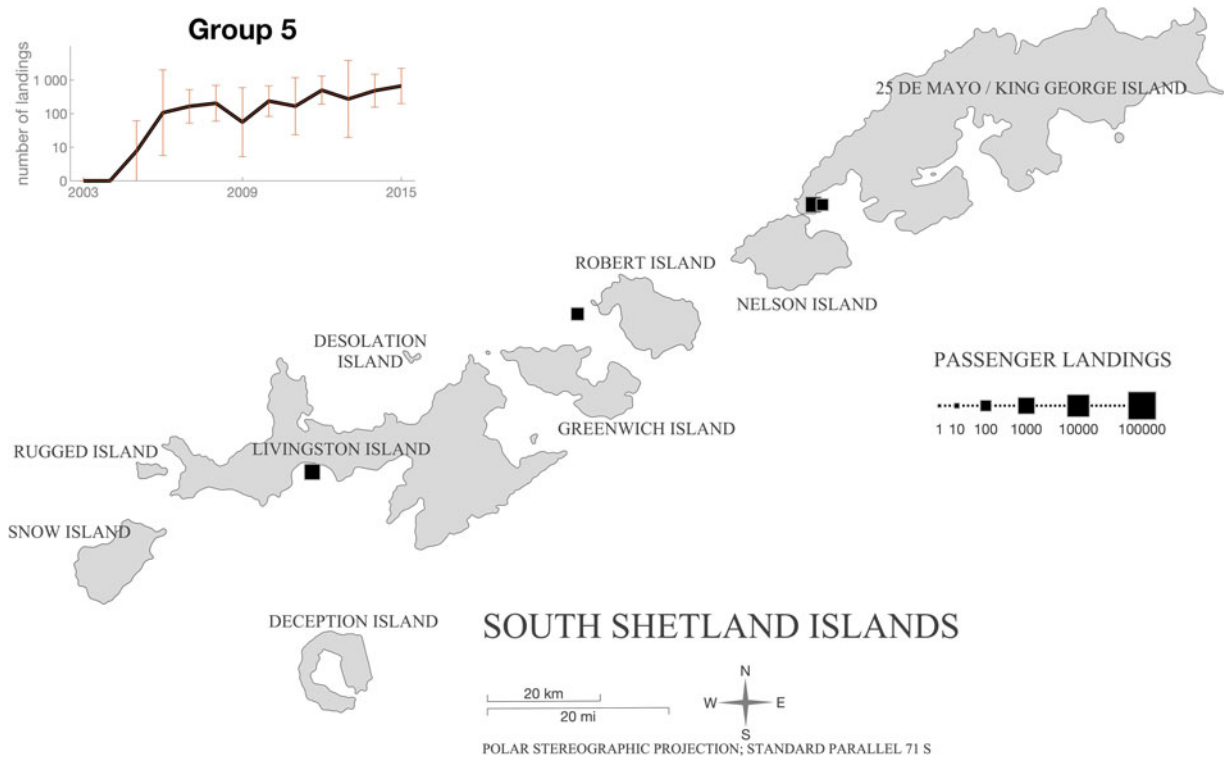 Group 5
number of landings
1 000
100
10
0
2003
2009
2015
25 DE MAYO / KING GEORGE ISLAND
ROBERT ISLAND
NELSON ISLAND
DESOLATION
ISLAND
PASSENGER LANDINGS
1 10 100 1000 10000 100000
GREENWICH ISLAND
RUGGED ISLAND
LIVINGSTON ISLAND
SNOW ISLAND
DECEPTION ISLAND
SOUTH SHETLAND ISLANDS
20 km
20 mi
N
W E
S
POLAR STEREOGRAPHIC PROJECTION; STANDARD PARALLEL 71 S